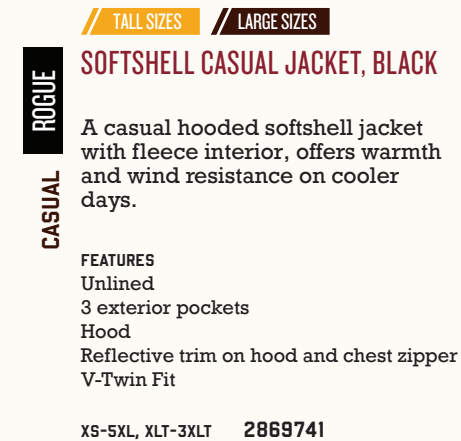 // TALL SIZES // LARGE SIZES
ROGUE
CASUAL
SOFTSHELL CASUAL JACKET, BLACK
A casual hooded softshell jacket
with fleece interior, offers warmth
and wind resistance on cooler
days.
FEATURES
Unlined
3 exterior pockets
Hood
Reflective trim on hood and chest zipper
V-Twin Fit
XS-5XL, XLT-3XLT 2869741